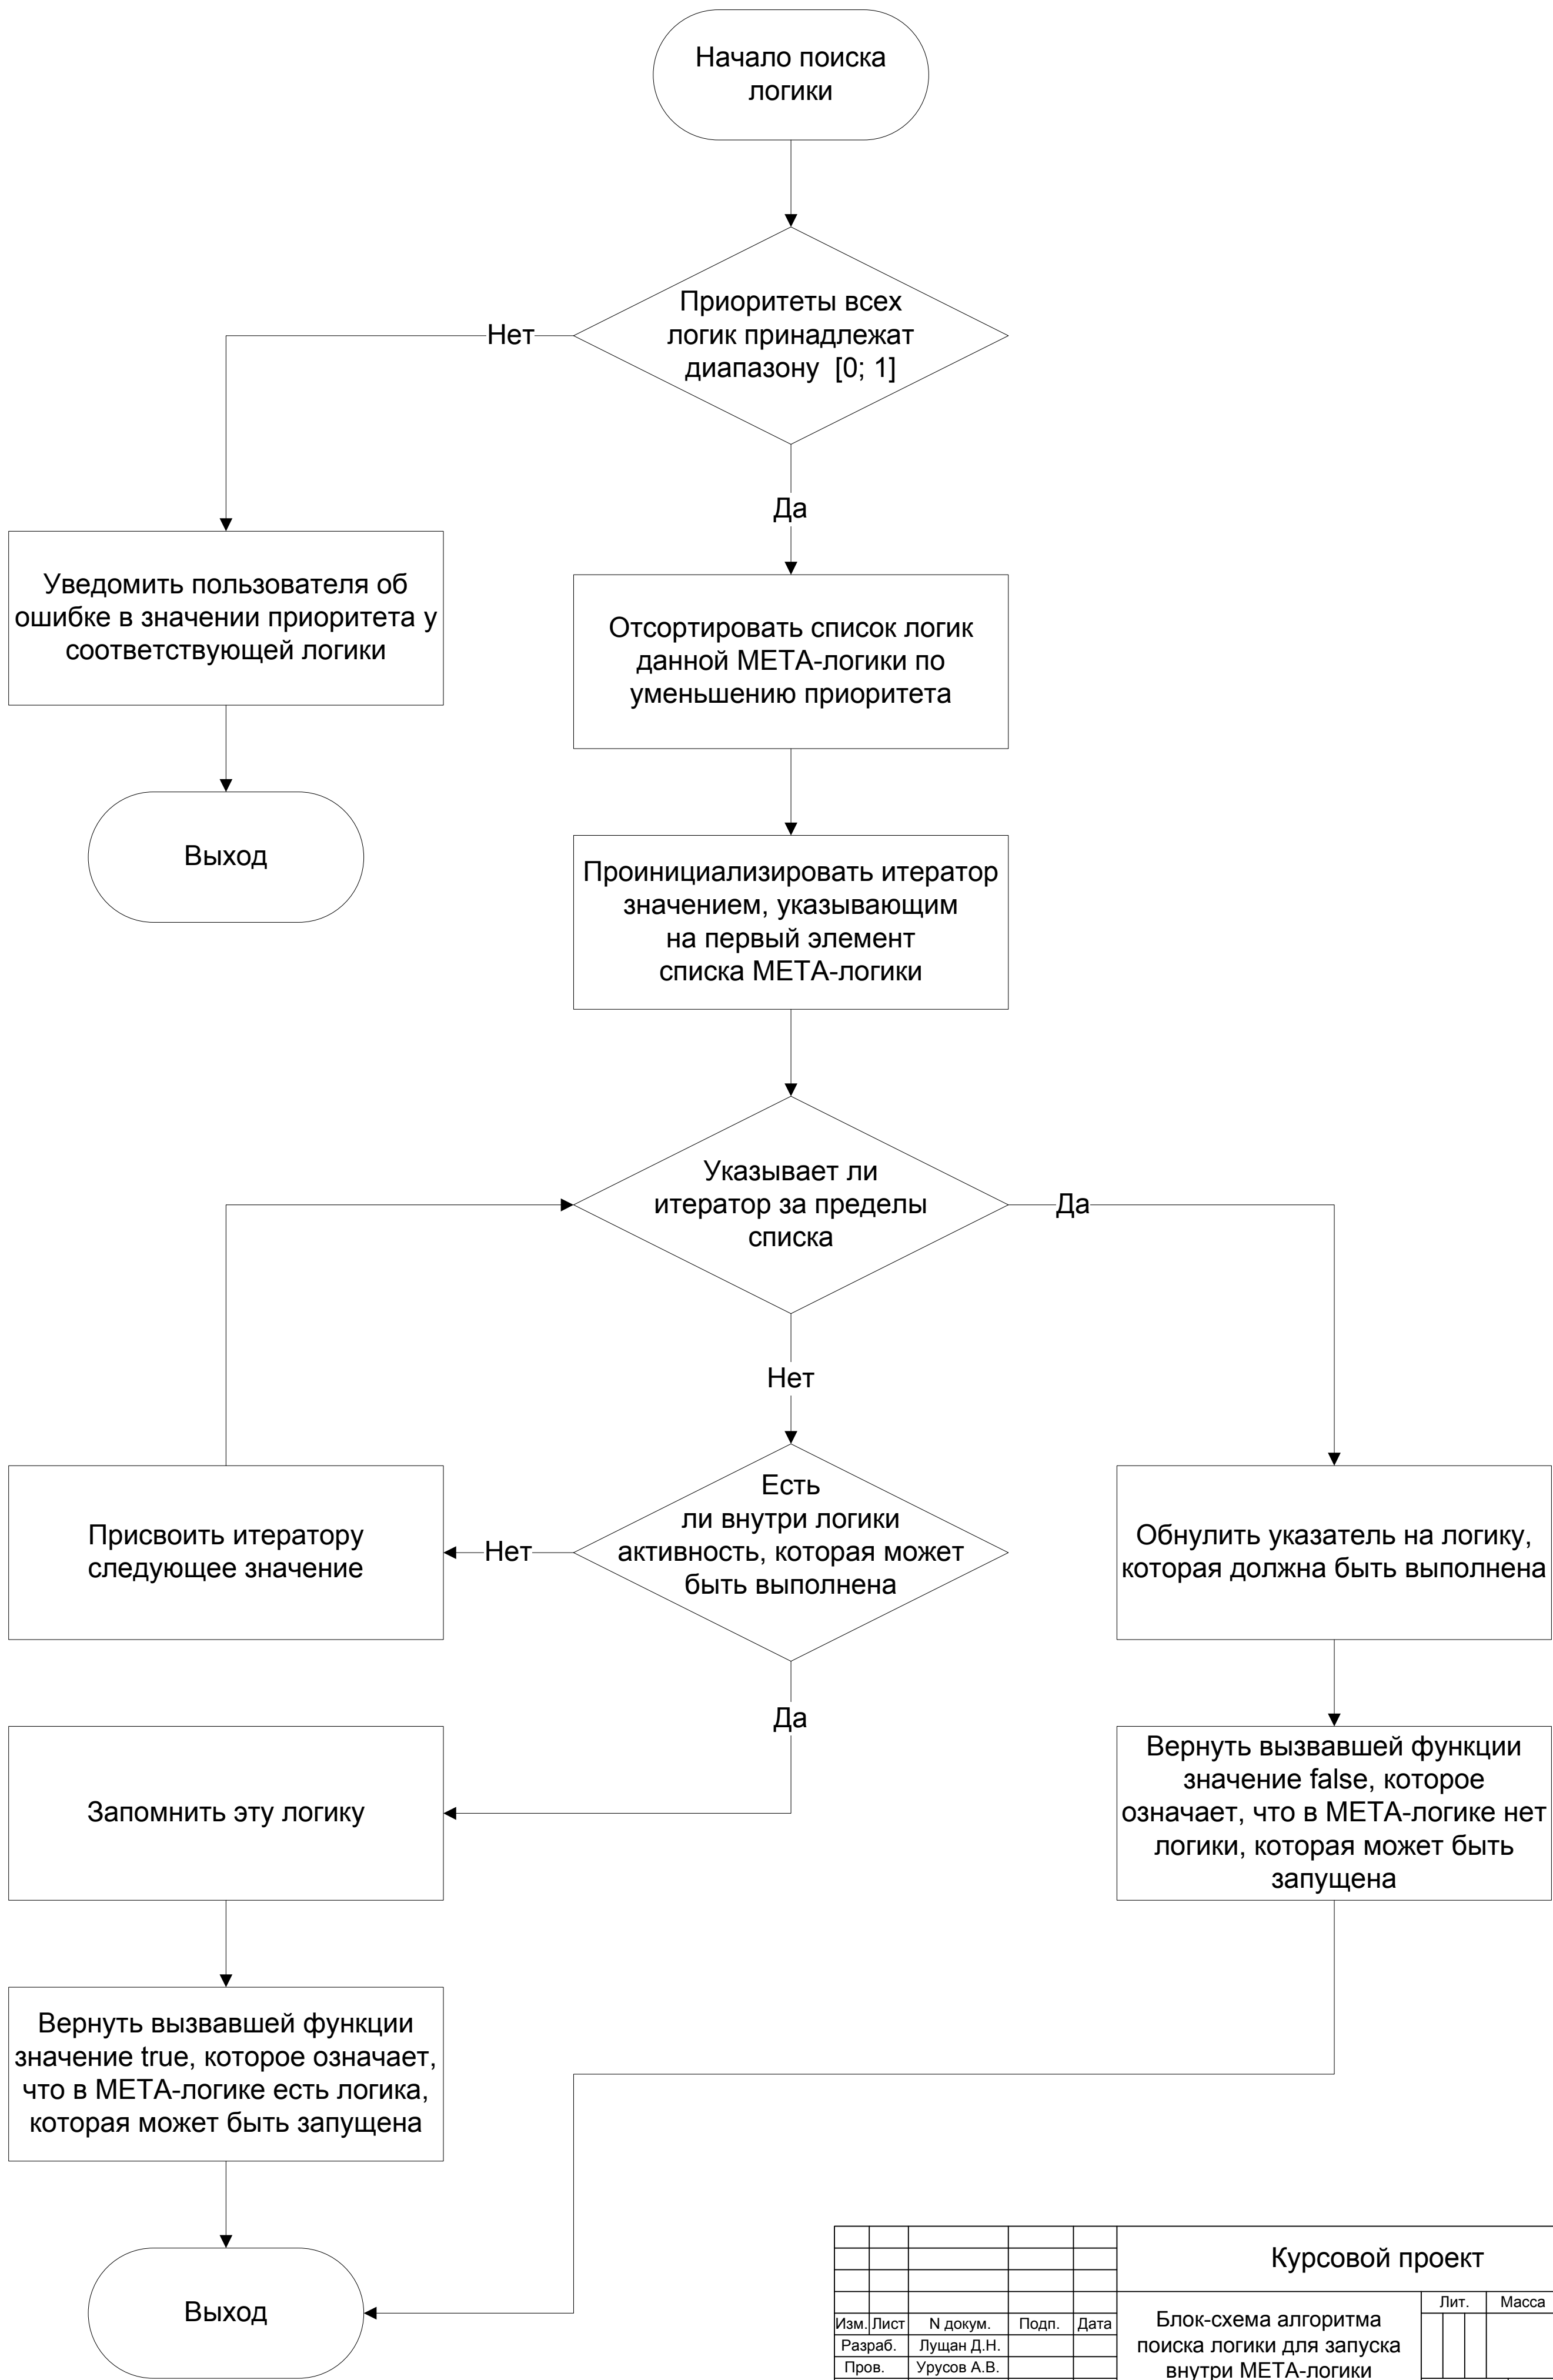 Начало поиска
логики
Приоритеты всех
логик принадлежат
диапазону [0; 1]
Нет
Да
Уведомить пользователя об
ошибке в значении приоритета у
соответствующей логики
Отсортировать список логик
данной МЕТА-логики по
уменьшению приоритета
Выход
Проинициализировать итератор
значением, указывающим
на первый элемент
списка МЕТА-логики
Указывает ли
итератор за пределы
списка
Да
Нет
Присвоить итератору
следующее значение
Нет
Есть
ли внутри логики
активность, которая может
быть выполнена
Обнулить указатель на логику,
которая должна быть выполнена
Да
Запомнить эту логику
Вернуть вызвавшей функции
значение false, которое
означает, что в МЕТА-логике нет
логики, которая может быть
запущена
Вернуть вызвавшей функции
значение true, которое означает,
что в МЕТА-логике есть логика,
которая может быть запущена
Выход
Курсовой проект
Изм. Лист N докум. Подп. Дата
Разраб. Лущан Д.Н.
Пров. Урусов А.В.
Блок-схема алгоритма
поиска логики для запуска
внутри МЕТА-логики
Лит. Масса